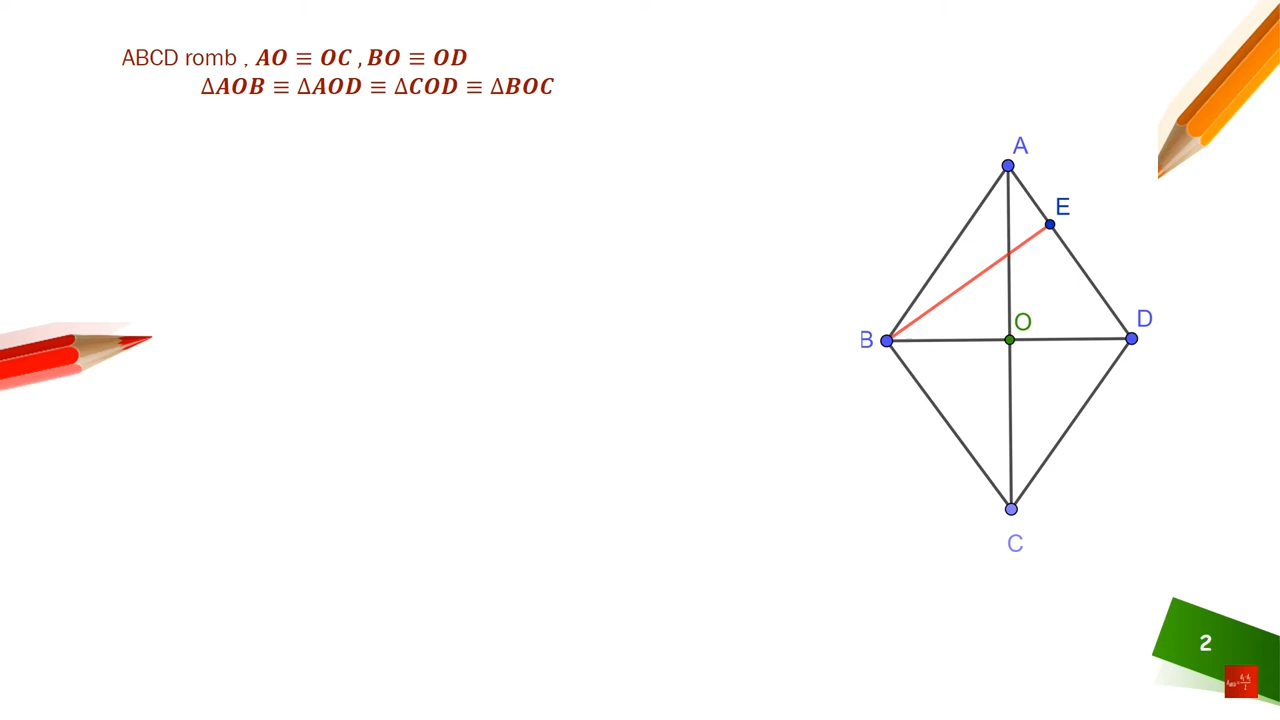 ABCD romb , AO ≡ OC , BO ≡ OD
ΔAOB ≡ ΔAOD ≡ ΔCOD ≡ ΔBOC
A
E
O
D
B
C
2